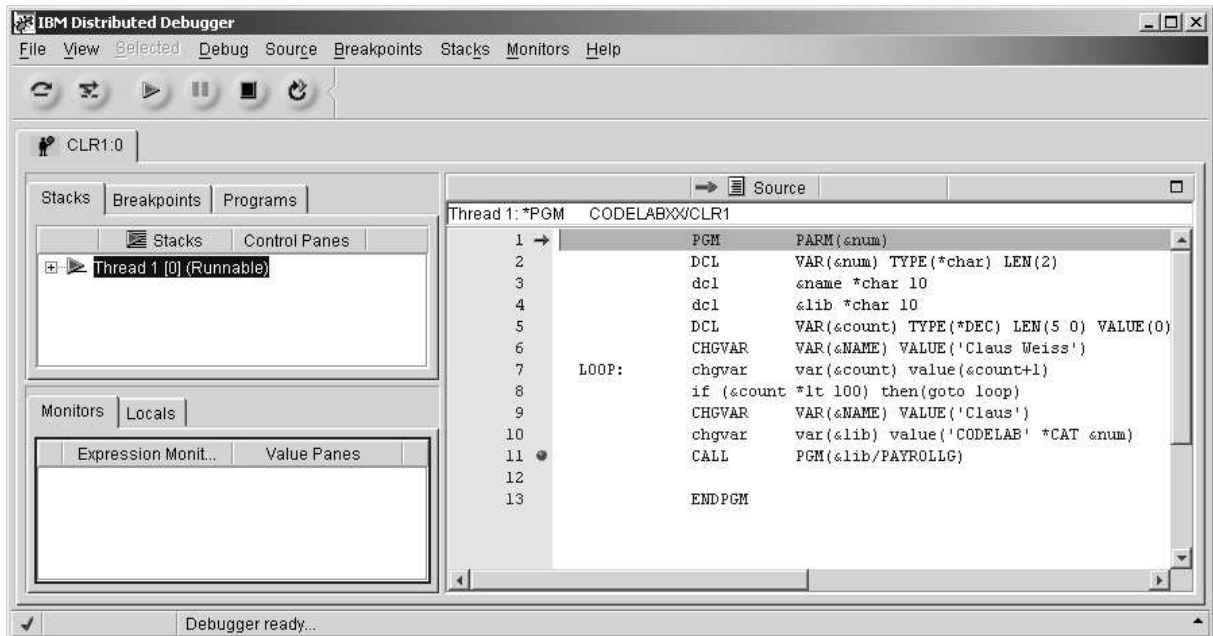 IBM Distributed Debugger
File View Selected Debug Source Breakpoints Stacks Monitors Help
CLR1:0
Stacks Breakpoints Programs
Stacks Control Panes
Thread 1 [0] (Runnable)
Monitors Locals
Expression Monit... Value Panes
Source
Thread 1: *PGM CODELABXX/CLR1
1 PGM PARM(&num)
2 DCL VAR(&num) TYPE(*char) LEN(2)
3 dcl &name *char 10
4 dcl &lib *char 10
5 DCL VAR(&count) TYPE(*DEC) LEN(5 0) VALUE(0)
6 CHGVAR VAR(&NAME) VALUE('Claus Weiss')
7 LOOP: chgvar var(&count) value(&count+1)
8 if (&count *lt 100) then(goto loop)
9 CHGVAR VAR(&NAME) VALUE('Claus')
10 chgvar var(&lib) value('CODELAB' *CAT &num)
11 CALL PGM(&lib/PAYROLLG)
12
13 ENDPGM
Debugger ready...